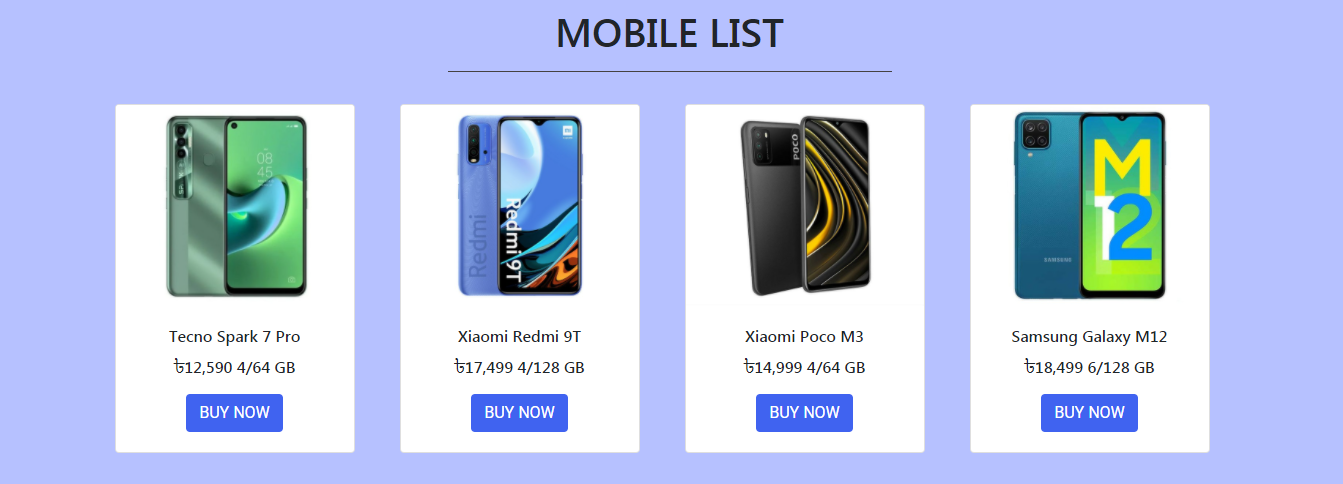 MOBILE LIST
08
45
Redmi
Redmi 9T
POCO
SAMSUNG
M
12
Tecno Spark 7 Pro
৳12,590 4/64 GB
BUY NOW
Xiaomi Redmi 9T
৳17,499 4/128 GB
BUY NOW
Xiaomi Poco M3
৳14,999 4/64 GB
BUY NOW
Samsung Galaxy M12
৳18,499 6/128 GB
BUY NOW